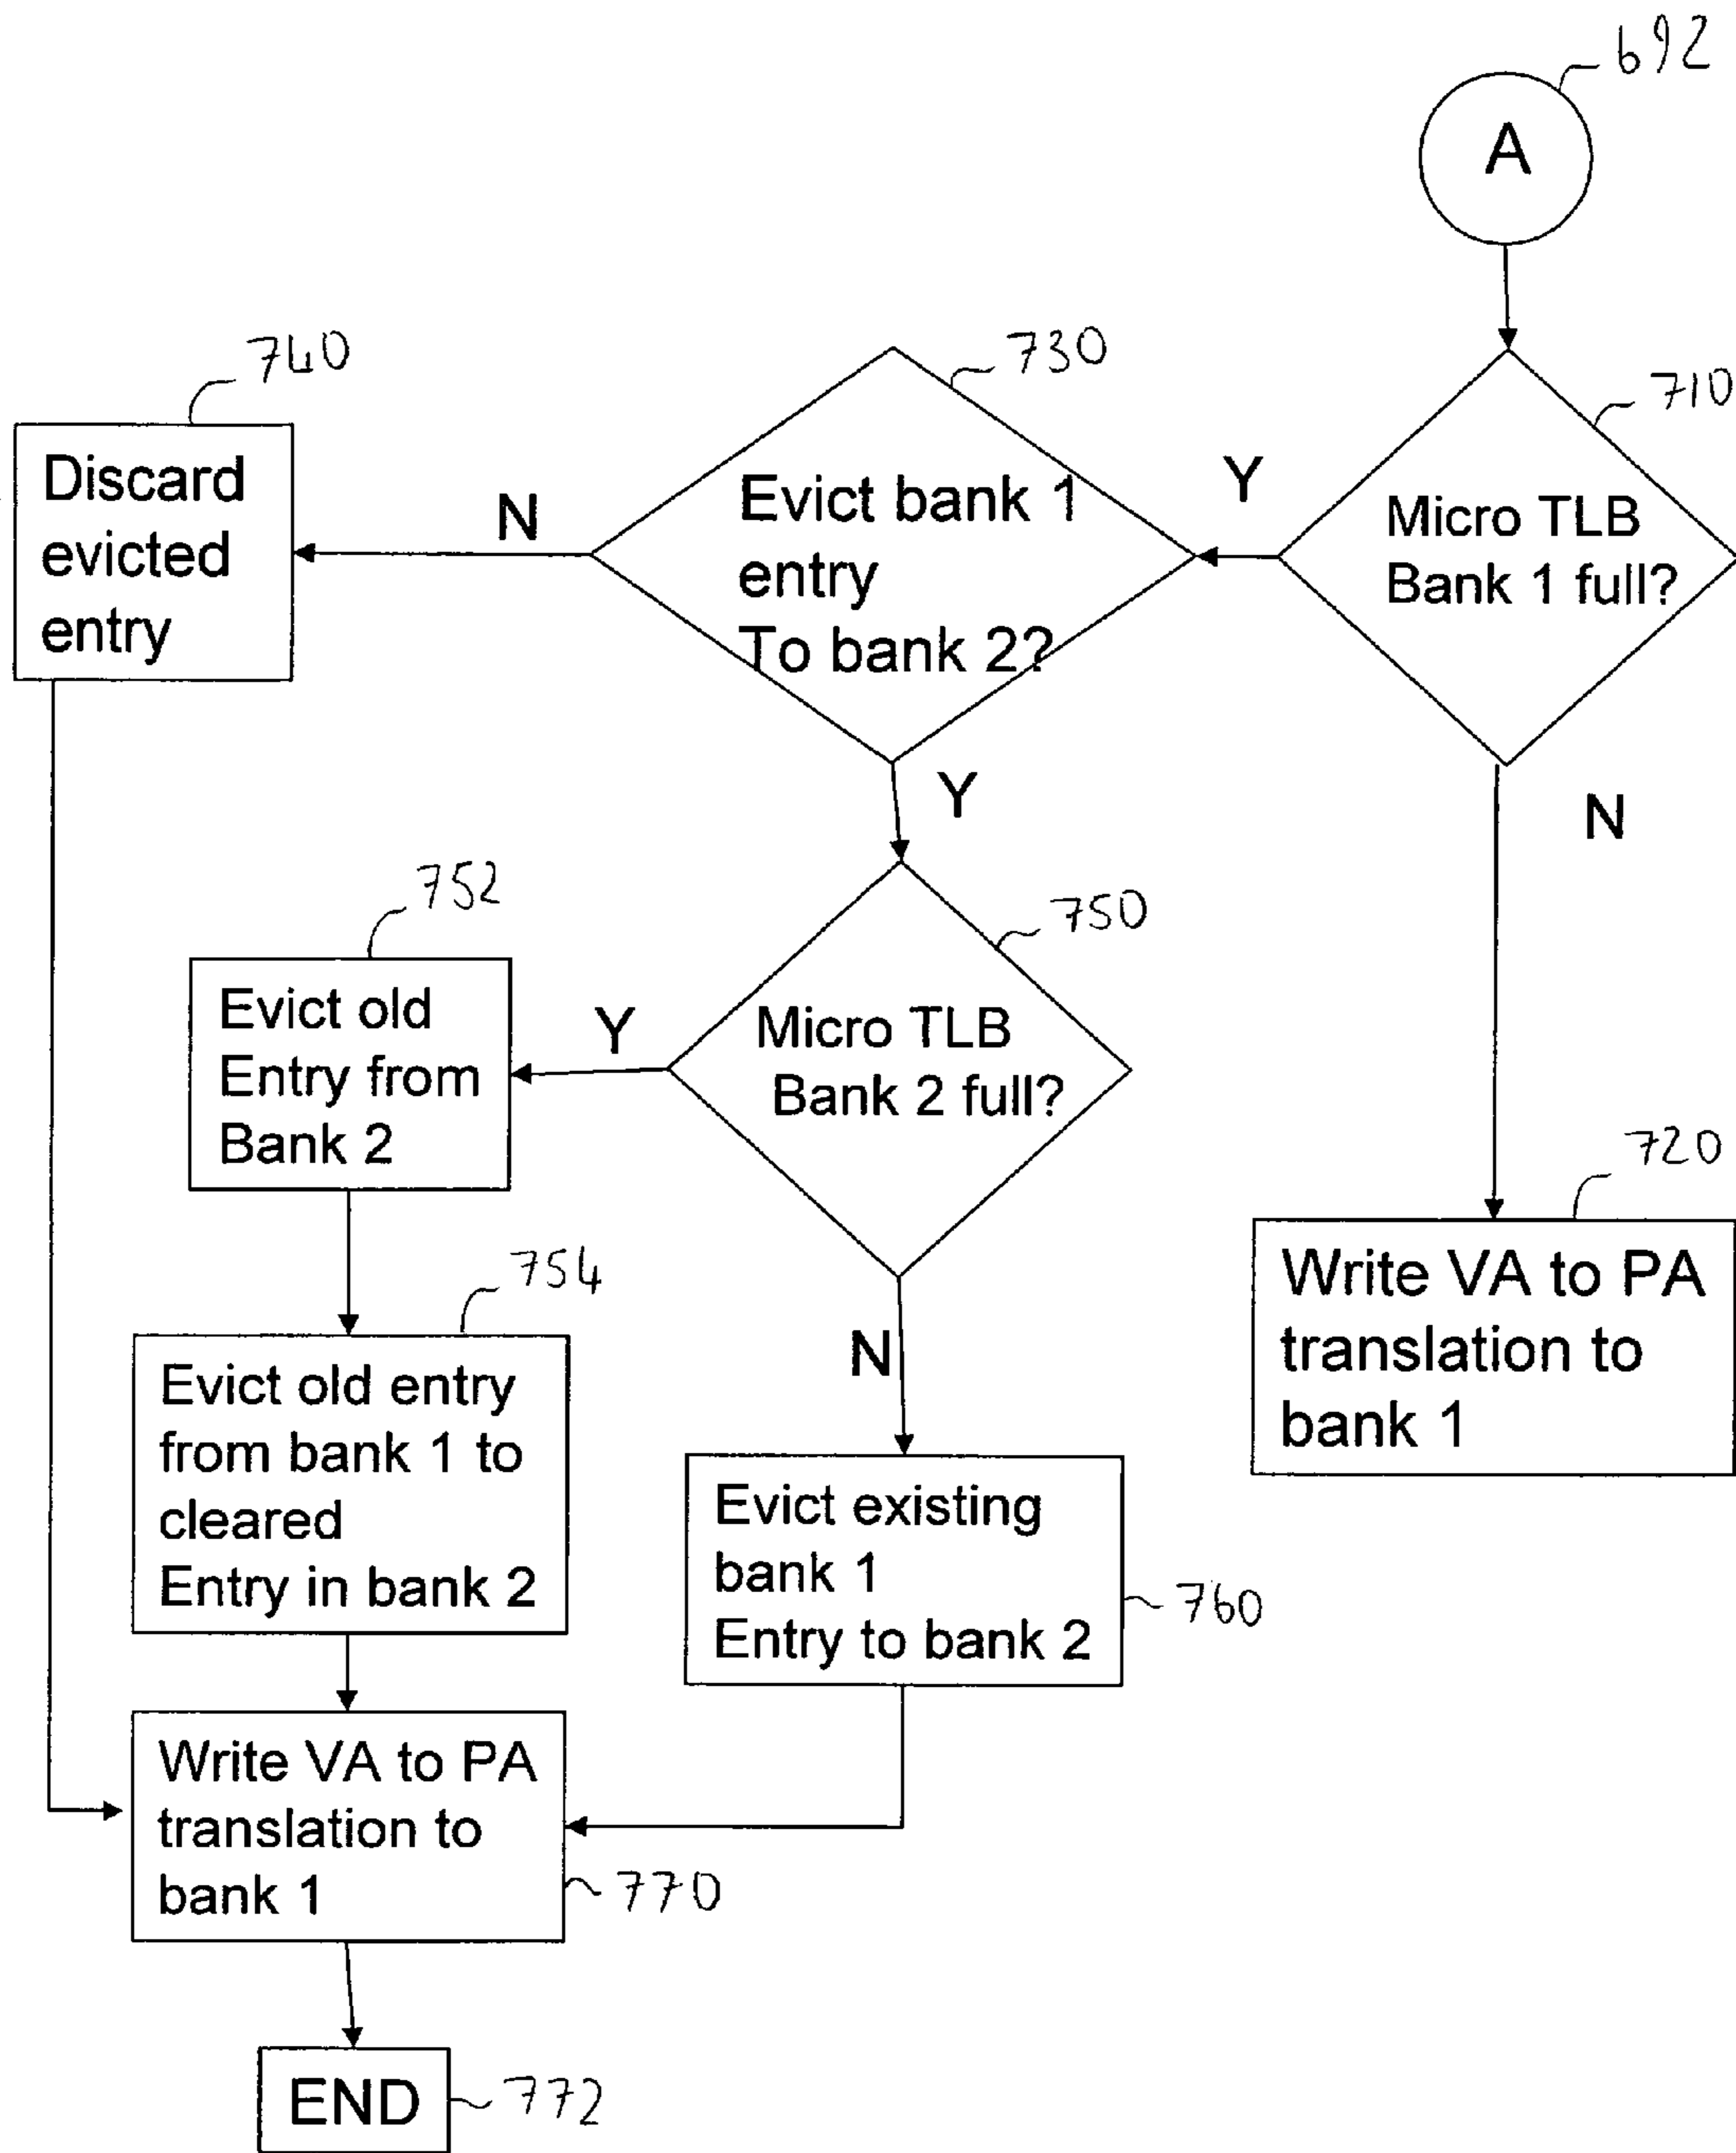 692
A
740
730
710
Discard
evicted
entry
N
Evict bank 1
entry
To bank 2?
Y
Micro TLB
Bank 1 full?
Y
N
752
750
Evict old
Entry from
Bank 2
Y
Micro TLB
Bank 2 full?
720
Write VA to PA
translation to
bank 1
754
N
Evict old entry
from bank 1 to
cleared
Entry in bank 2
Evict existing
bank 1
Entry to bank 2
760
Write VA to PA
translation to
bank 1
770
END
772